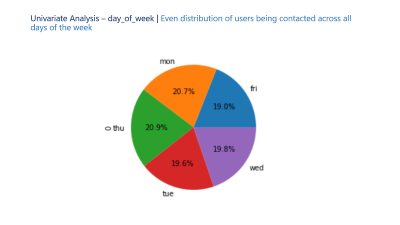 Univariate Analysis – day_of_week | Even distribution of users being contacted across all
days of the week
mon
fri
20.7%
19.0%
0
thu
20.9%
19.6%
19.8%
wed
tue